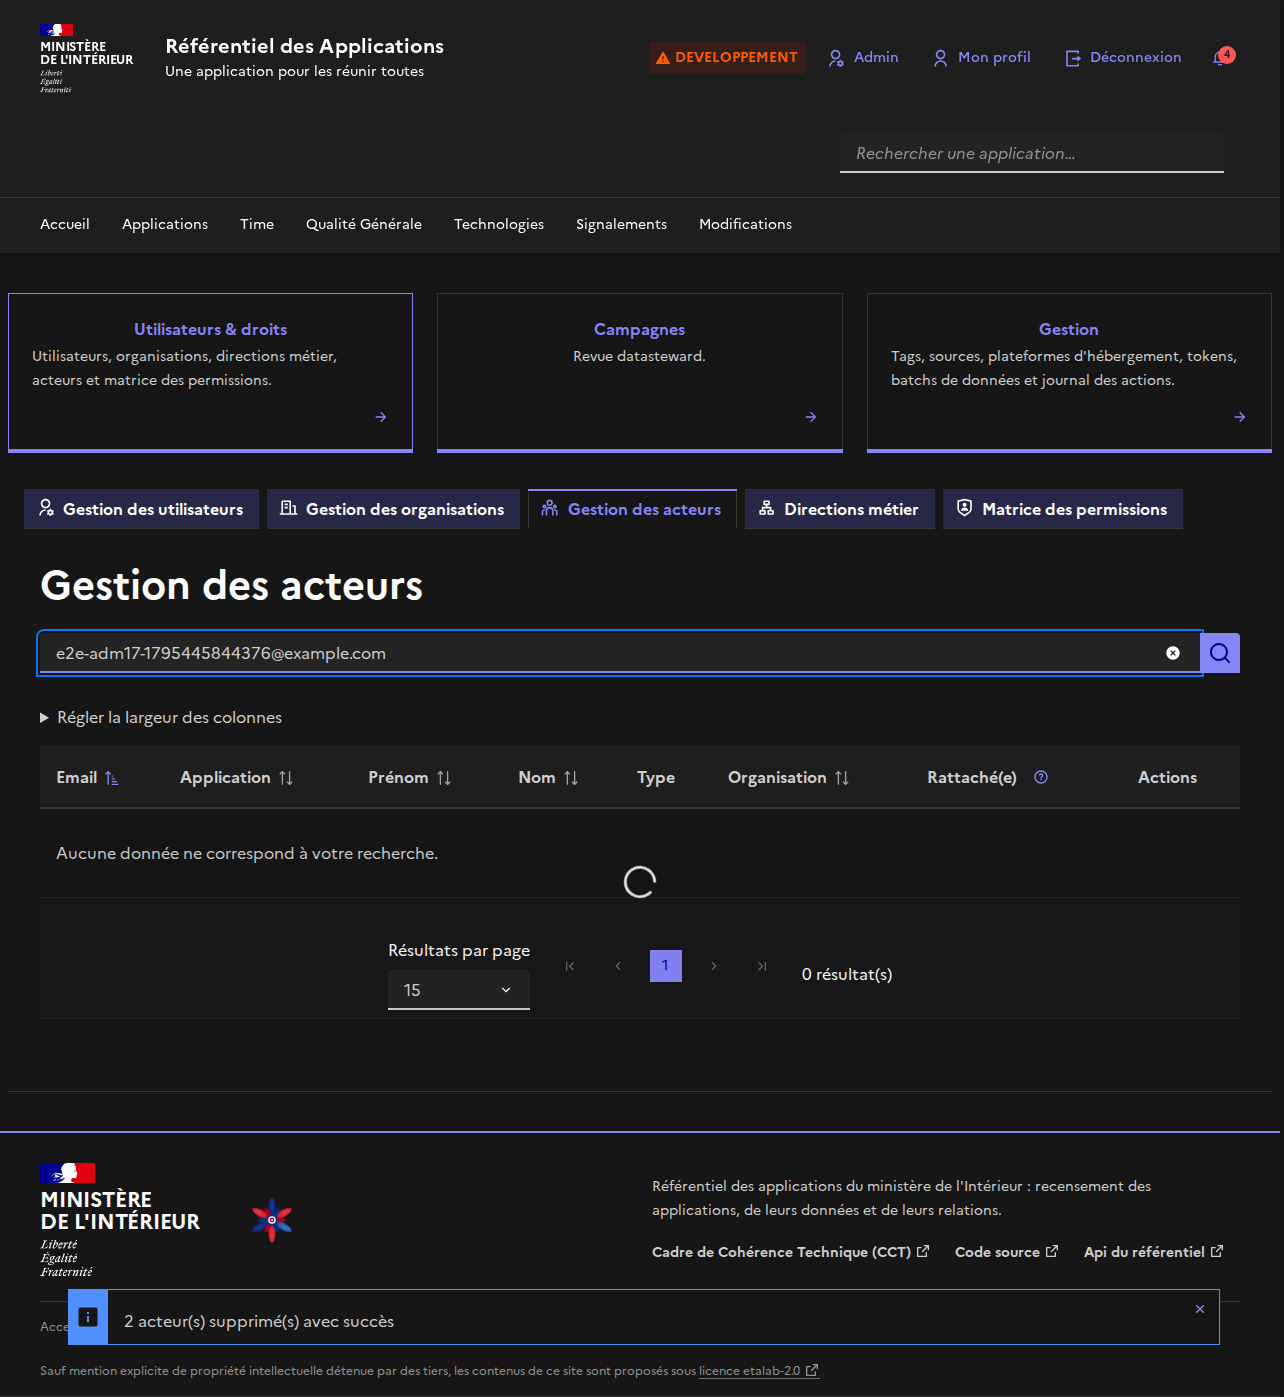 MINISTÈRE
DE L'INTÉRIEUR
Liberté
Égalité
Fraternité
Référentiel des Applications
Une application pour les réunir toutes
DEVELOPPEMENT
Admin
Mon profil
Déconnexion
4
Rechercher une application...
Accueil
Applications
Time
Qualité Générale
Technologies
Signalements
Modifications
Utilisateurs & droits
Utilisateurs, organisations, directions métier,
acteurs et matrice des permissions.
Campagnes
Revue datasteward.
Gestion
Tags, sources, plateformes d'hébergement, tokens,
batchs de données et journal des actions.
Gestion des utilisateurs
Gestion des organisations
Gestion des acteurs
Directions métier
Matrice des permissions
Gestion des acteurs
e2e-adm17-1795445844376@example.com
Régler la largeur des colonnes
Email
Application
Prénom
Nom
Type
Organisation
Rattaché(e)
Actions
Aucune donnée ne correspond à votre recherche.
Résultats par page
15
1
0 résultat(s)
MINISTÈRE
DE L'INTÉRIEUR
Liberté
Égalité
Fraternité
Référentiel des applications du ministère de l'Intérieur : recensement des
applications, de leurs données et de leurs relations.
Cadre de Cohérence Technique (CCT)
Code source
Api du référentiel
2 acteur(s) supprimé(s) avec succès
Sauf mention explicite de propriété intellectuelle détenue par des tiers, les contenus de ce site sont proposés sous licence etalab-2.0